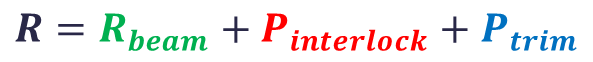 R = R_beam + P_interlock + P_trim